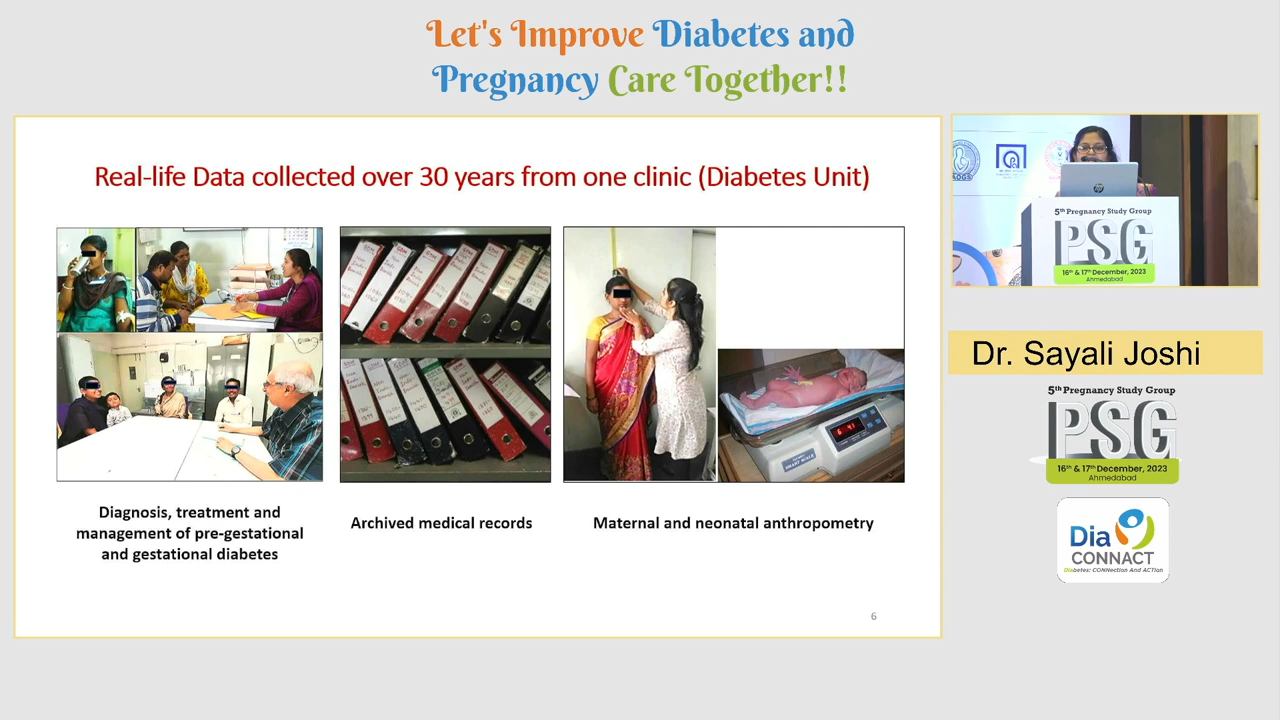 Let's Improve Diabetes and
Pregnancy Care Together!!
Real-life Data collected over 30 years from one clinic (Diabetes Unit)
Diagnosis, treatment and
management of pre-gestational
and gestational diabetes
Archived medical records
Maternal and neonatal anthropometry
6
hp
5th Pregnancy Study Group
PSG
16th & 17th December, 2023
Ahmedabad
Dr. Sayali Joshi
5th Pregnancy Study Group
PSG
16th & 17th December, 2023
Ahmedabad
Dia
CONNACT
Diabetes: CONNection And ACTion